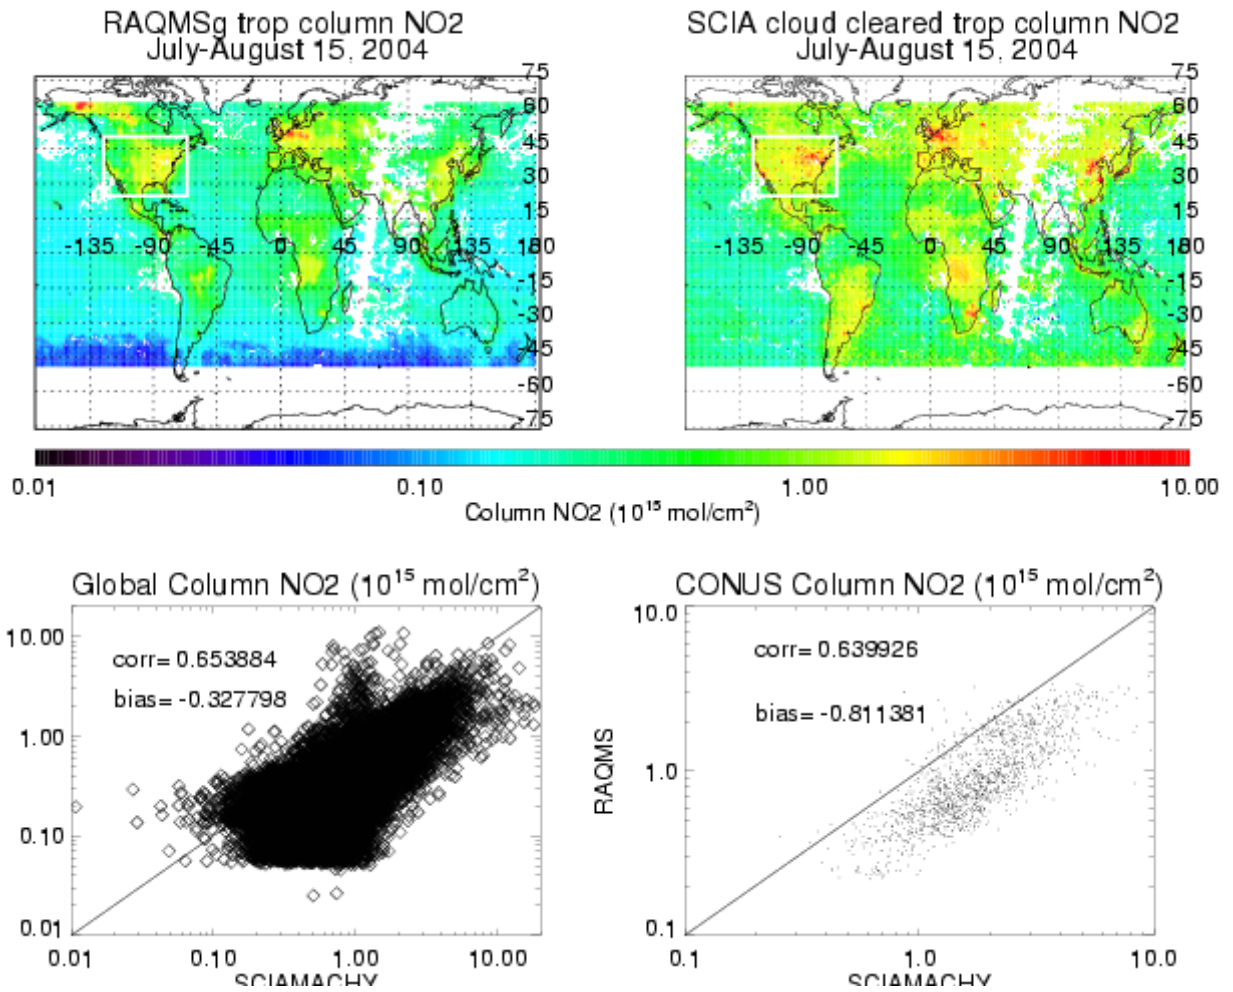 RAQMSg trop column NO2
July-August 15, 2004
SCIA cloud cleared trop column NO2
July-August 15, 2004
75
60
45
30
15
-135 -90 -45 0 45 90 135 180
-15
-30
-45
-60
75
75
60
45
30
15
-135 -90 -45 0 45 90 135 180
-15
-30
-45
-60
75
0.01 0.10 1.00 10.00
Column NO2 (10¹⁵ mol/cm²)
Global Column NO2 (10¹⁵ mol/cm²)
10.00
corr= 0.653884
bias= -0.327798
1.00
0.10
0.01
0.01 0.10 1.00 10.00
SCIAMACHY
CONUS Column NO2 (10¹⁵ mol/cm²)
10.0
corr= 0.639926
bias= -0.811381
RAQMS
1.0
0.1
0.1 1.0 10.0
SCIAMACHY